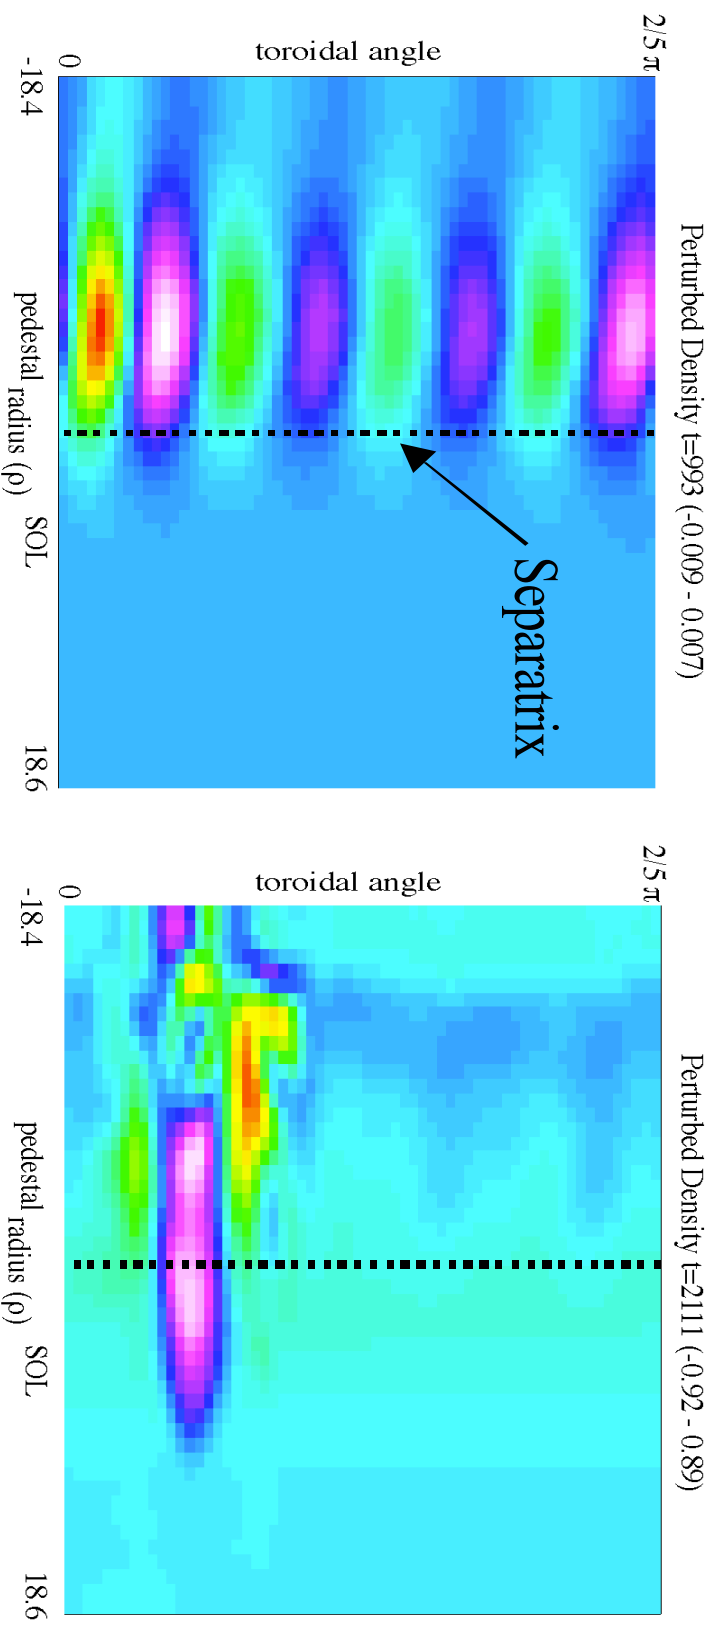 Perturbed Density t=993 (-0.009 - 0.007)
2/5 π
toroidal angle
0
-18.4
pedestal radius (ρ) SOL
18.6
Separatrix
Perturbed Density t=2111 (-0.92 - 0.89)
2/5 π
toroidal angle
0
-18.4
pedestal radius (ρ) SOL
18.6